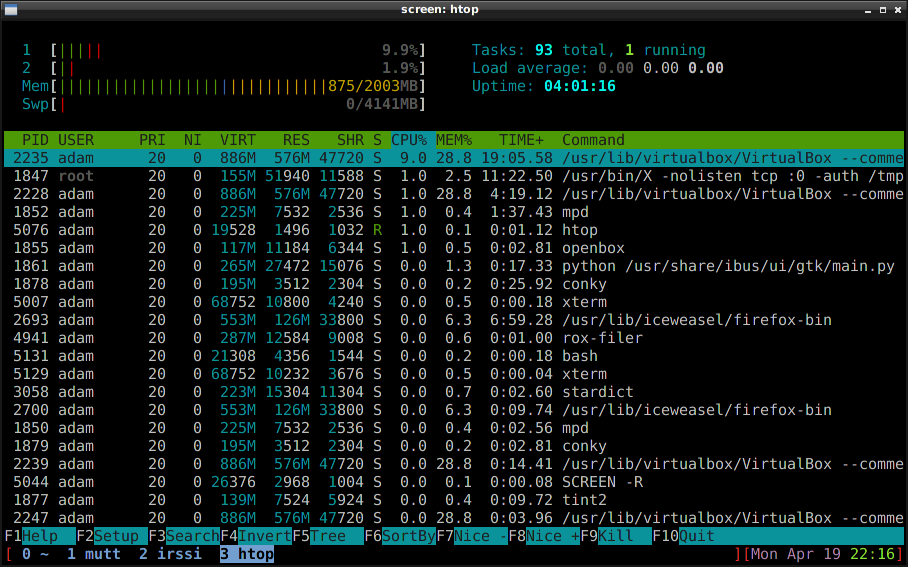 screen: htop
1 [||||| 9.9%] Tasks: 93 total, 1 running
2 [|| 1.9%] Load average: 0.00 0.00 0.00
Mem[||||||||||||||||||||||||||||||875/2003MB] Uptime: 04:01:16
Swp[| 0/4141MB]
PID USER PRI NI VIRT RES SHR S CPU% MEM% TIME+ Command
2235 adam 20 0 886M 576M 47720 S 9.0 28.8 19:05.58 /usr/lib/virtualbox/VirtualBox --comme
1847 root 20 0 155M 51940 11588 S 1.0 2.5 11:22.50 /usr/bin/X -nolisten tcp :0 -auth /tmp
2228 adam 20 0 886M 576M 47720 S 1.0 28.8 4:19.12 /usr/lib/virtualbox/VirtualBox --comme
1852 adam 20 0 225M 7532 2536 S 1.0 0.4 1:37.43 mpd
5076 adam 20 0 19528 1496 1032 R 1.0 0.1 0:01.12 htop
1855 adam 20 0 117M 11184 6344 S 1.0 0.5 0:02.81 openbox
1861 adam 20 0 265M 27472 15076 S 0.0 1.3 0:17.33 python /usr/share/ibus/ui/gtk/main.py
1878 adam 20 0 195M 3512 2304 S 0.0 0.2 0:25.92 conky
5007 adam 20 0 68752 10800 4240 S 0.0 0.5 0:00.18 xterm
2693 adam 20 0 553M 126M 33800 S 0.0 6.3 6:59.28 /usr/lib/iceweasel/firefox-bin
4941 adam 20 0 287M 12584 9008 S 0.0 0.6 0:01.00 rox-filer
5131 adam 20 0 21308 4356 1544 S 0.0 0.2 0:00.18 bash
5129 adam 20 0 68752 10232 3676 S 0.0 0.5 0:00.04 xterm
3058 adam 20 0 223M 15304 11304 S 0.0 0.7 0:02.60 stardict
2700 adam 20 0 553M 126M 33800 S 0.0 6.3 0:09.74 /usr/lib/iceweasel/firefox-bin
1850 adam 20 0 225M 7532 2536 S 0.0 0.4 0:02.56 mpd
1879 adam 20 0 195M 3512 2304 S 0.0 0.2 0:02.81 conky
2239 adam 20 0 886M 576M 47720 S 0.0 28.8 0:14.41 /usr/lib/virtualbox/VirtualBox --comme
5044 adam 20 0 26376 2968 1004 S 0.0 0.1 0:00.08 SCREEN -R
1877 adam 20 0 139M 7524 5924 S 0.0 0.4 0:09.72 tint2
2247 adam 20 0 886M 576M 47720 S 0.0 28.8 0:03.96 /usr/lib/virtualbox/VirtualBox --comme
F1Help F2Setup F3SearchF4InvertF5Tree F6SortByF7Nice -F8Nice +F9Kill F10Quit
[ 0 ~ 1 mutt 2 irssi 3 htop ][Mon Apr 19 22:16]